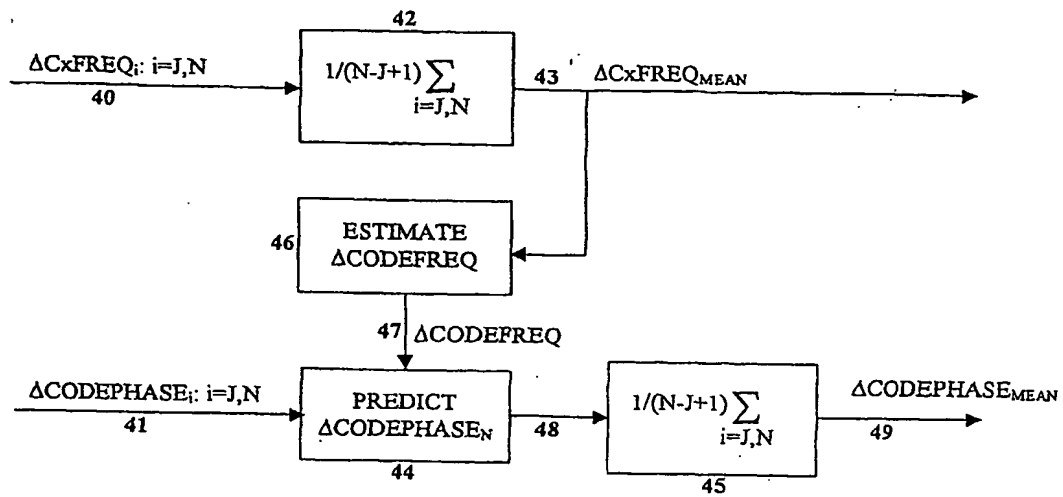 42
ΔCxFREQi: i=J,N
40
1/(N-J+1) ∑
i=J,N
43
ΔCxFREQMEAN
46
ESTIMATE
ΔCODEFREQ
47
ΔCODEFREQ
ΔCODEPHASEi: i=J,N
41
PREDICT
ΔCODEPHASEN
44
48
1/(N-J+1) ∑
i=J,N
45
ΔCODEPHASEMEAN
49